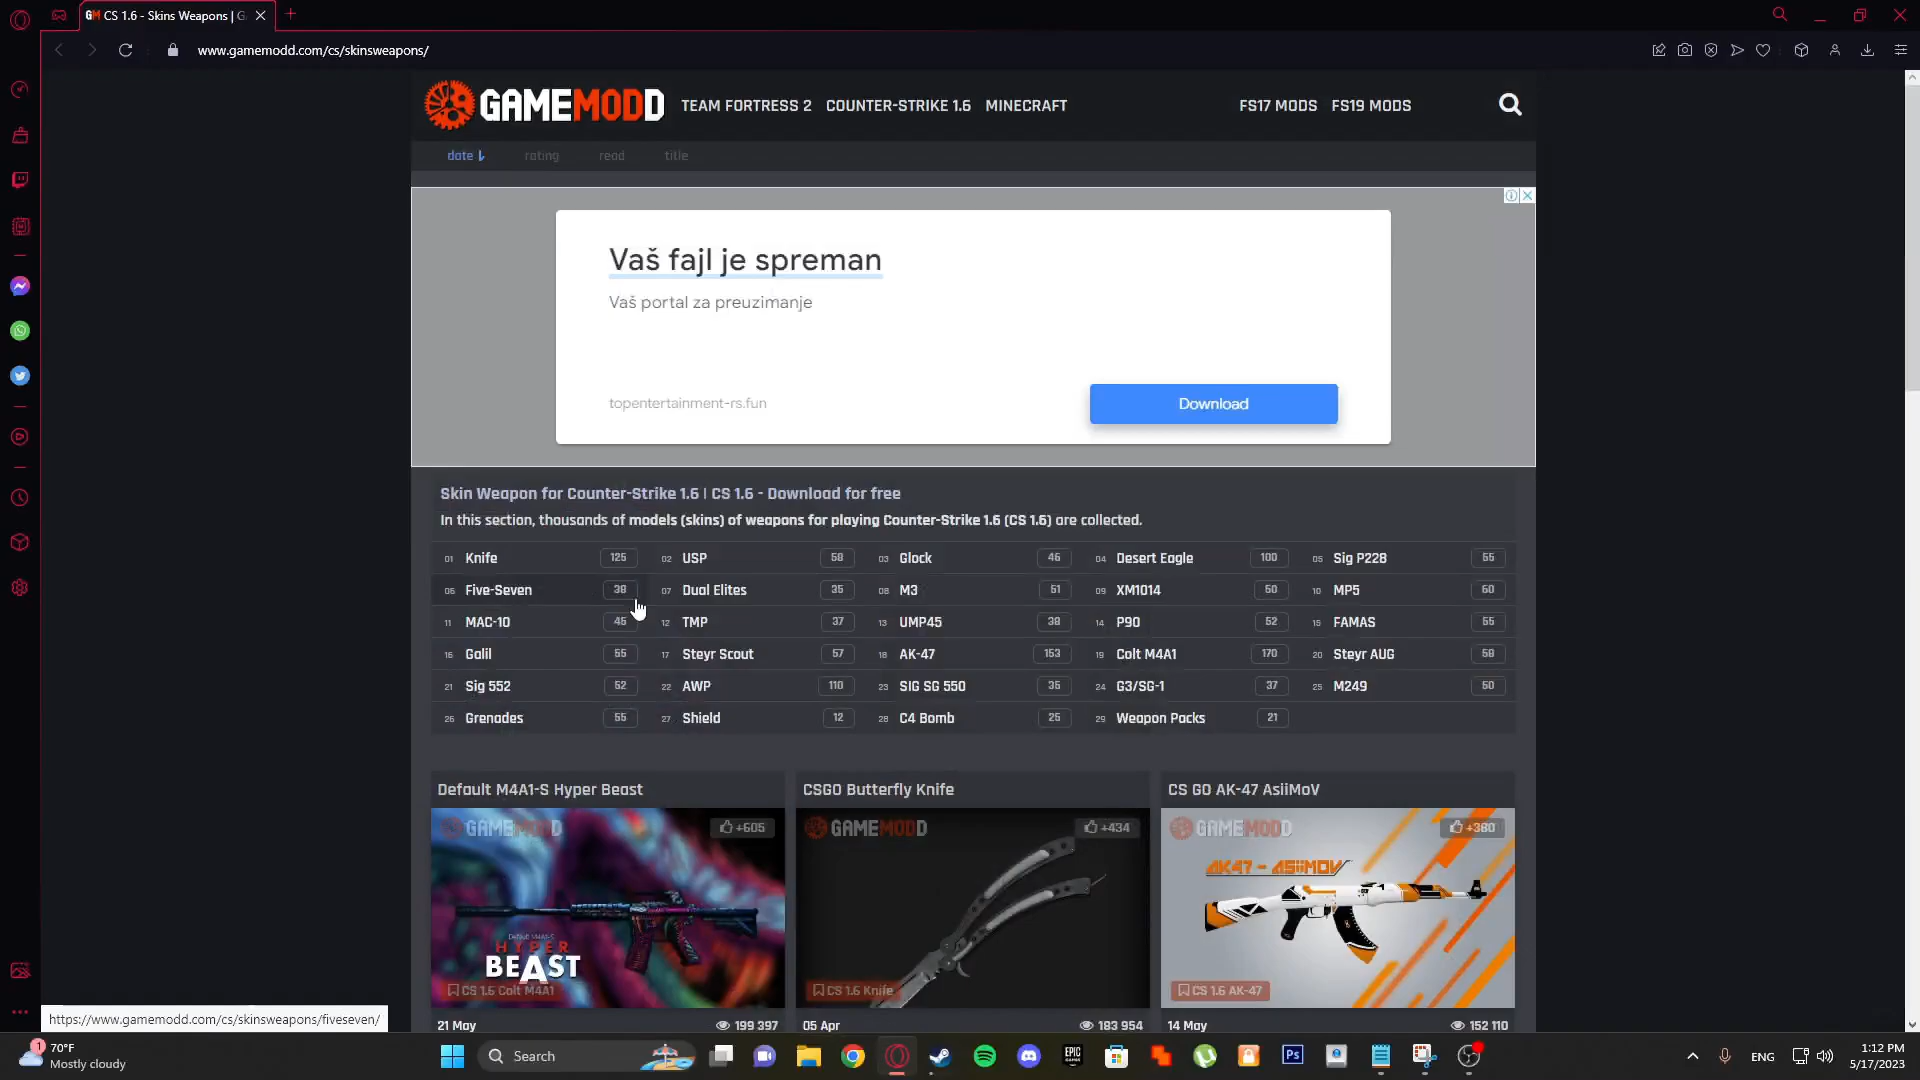 GM CS 1.6 - Skins Weapons | G
www.gamemodd.com/cs/skinsweapons/
GAMEMODD
TEAM FORTRESS 2 COUNTER-STRIKE 1.6 MINECRAFT FS17 MODS FS19 MODS
date rating read title
Vaš fajl je spreman
Vaš portal za preuzimanje
topentertainment-rs.fun
Download
Skin Weapon for Counter-Strike 1.6 | CS 1.6 - Download for free
In this section, thousands of models (skins) of weapons for playing Counter-Strike 1.6 (CS 1.6) are collected.
01 Knife 125 02 USP 58 03 Glock 46 04 Desert Eagle 100 05 Sig P228 55
06 Five-Seven 38 07 Dual Elites 35 08 M3 51 09 XM1014 50 10 MP5 60
11 MAC-10 45 12 TMP 37 13 UMP45 38 14 P90 52 15 FAMAS 55
16 Galil 55 17 Steyr Scout 57 18 AK-47 153 19 Colt M4A1 170 20 Steyr AUG 58
21 Sig 552 52 22 AWP 110 23 SIG SG 550 35 24 G3/SG-1 37 25 M249 50
26 Grenades 55 27 Shield 12 28 C4 Bomb 25 29 Weapon Packs 21
Default M4A1-S Hyper Beast
GAMEMODD +605
Default M4A1-S
HYPER
BEAST
CS 1.6 Colt M4A1
21 May 199 397
CSGO Butterfly Knife
GAMEMODD +434
CS 1.6 Knife
05 Apr 183 954
CS GO AK-47 AsiiMoV
GAMEMODD +380
AK47 - ASIIMOV
CS 1.6 AK-47
14 May 152 110
https://www.gamemodd.com/cs/skinsweapons/fiveseven/
1
70°F
Mostly cloudy
Search
EPIC
GAMES
Ps
ENG
1:12 PM
5/17/2023